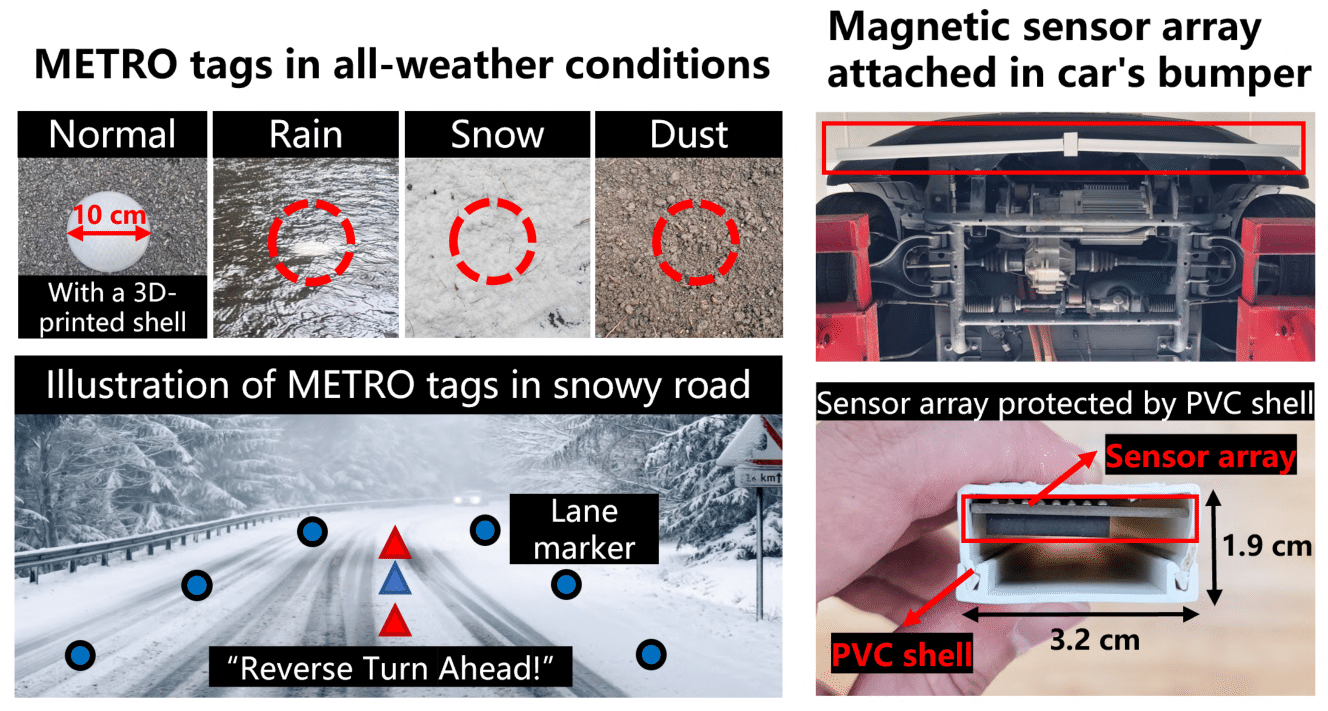 METRO tags in all-weather conditions
Normal
Rain
Snow
Dust
10 cm
With a 3D-
printed shell
Illustration of METRO tags in snowy road
Lane
marker
“Reverse Turn Ahead!”
Magnetic sensor array
attached in car's bumper
Sensor array protected by PVC shell
Sensor array
1.9 cm
3.2 cm
PVC shell